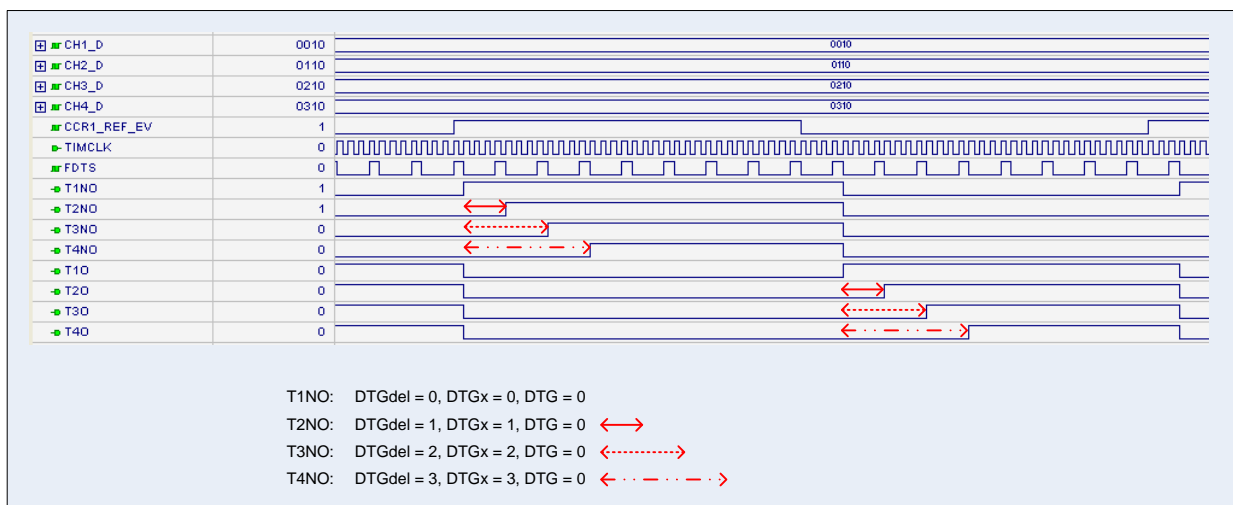 CH1_D 0010 0010
CH2_D 0110 0110
CH3_D 0210 0210
CH4_D 0310 0310
CCR1_REF_EV 1
TIMCLK 0
FDTS 0
T1NO 1
T2NO 1
T3NO 0
T4NO 0
T1O 0
T2O 0
T3O 0
T4O 0
T1NO: DTGdel = 0, DTGx = 0, DTG = 0
T2NO: DTGdel = 1, DTGx = 1, DTG = 0
T3NO: DTGdel = 2, DTGx = 2, DTG = 0
T4NO: DTGdel = 3, DTGx = 3, DTG = 0